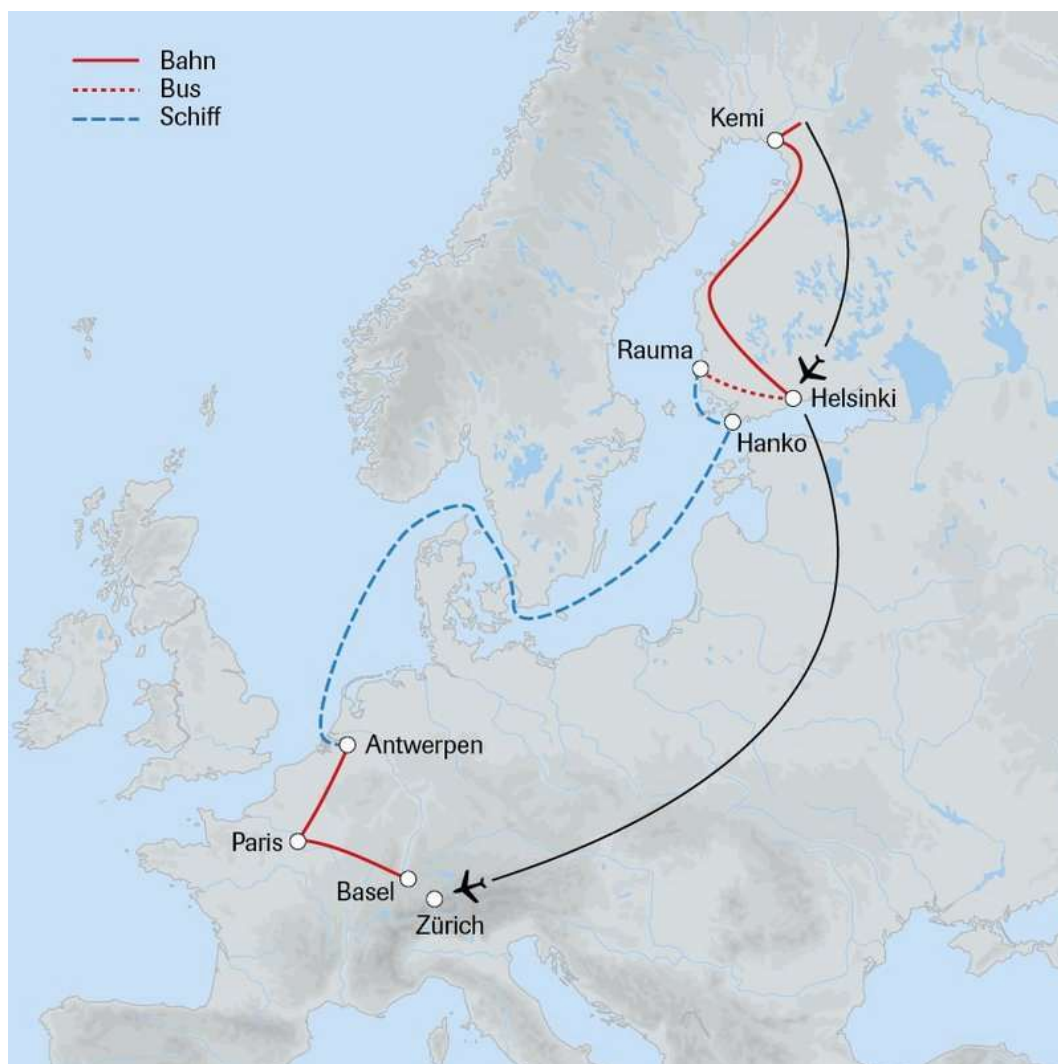 Bahn
Bus
Schiff
Kemi
Rauma
Helsinki
Hanko
Antwerpen
Paris
Basel
Zürich